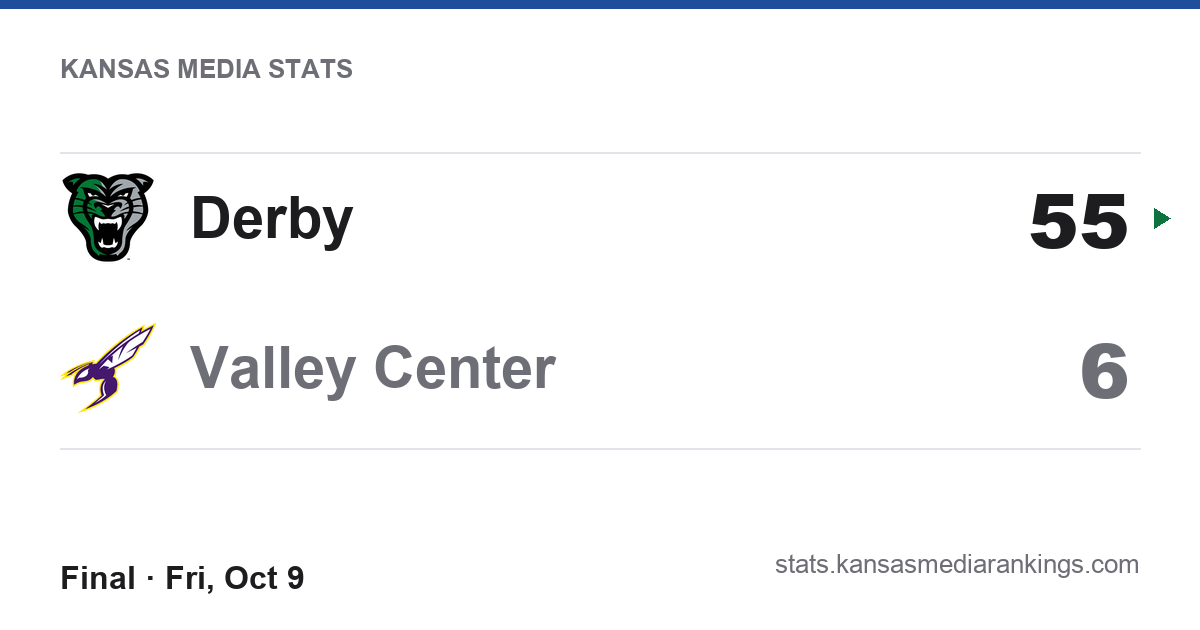 KANSAS MEDIA STATS
Derby 55
Valley Center 6
Final · Fri, Oct 9
stats.kansasmediarankings.com